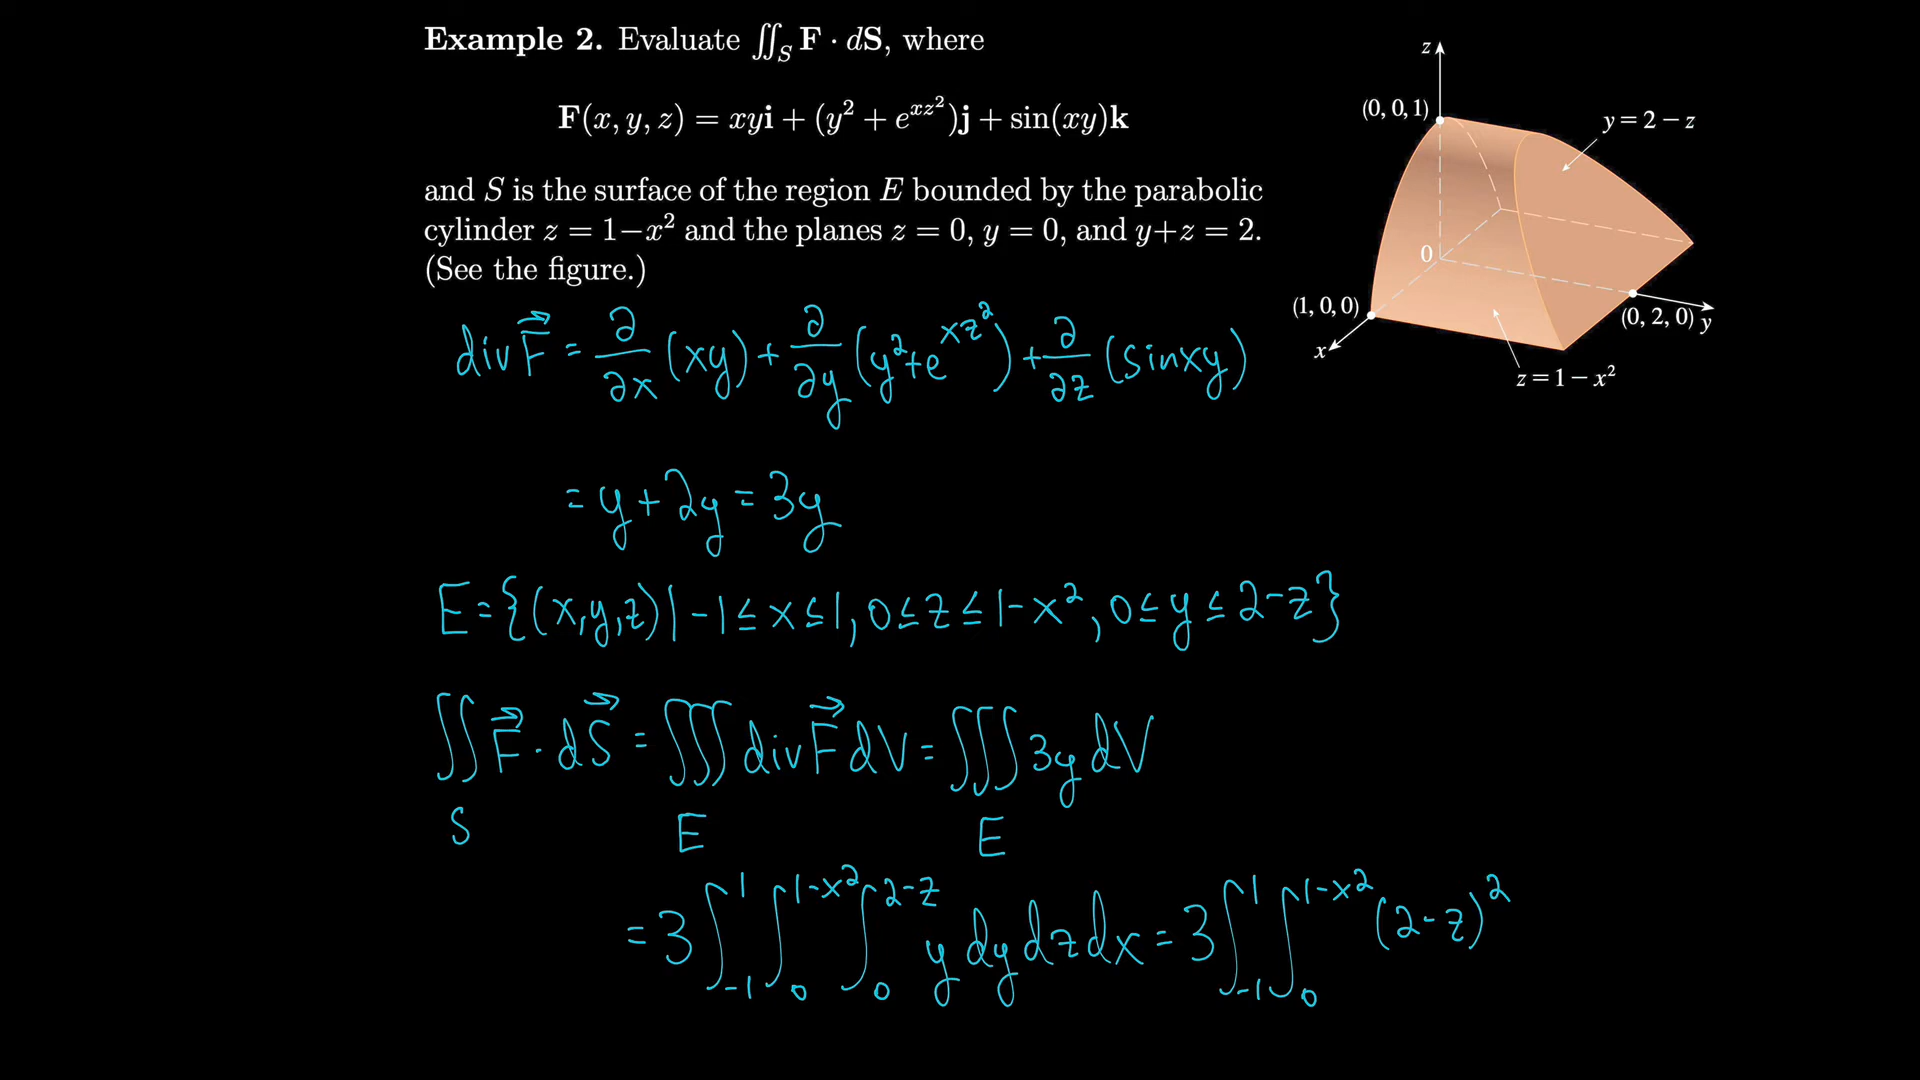 Example 2. Evaluate ∬_S F · dS, where
F(x, y, z) = xyi + (y² + e^{xz²})j + sin(xy)k
and S is the surface of the region E bounded by the parabolic
cylinder z = 1−x² and the planes z = 0, y = 0, and y+z = 2.
(See the figure.)
z
(0, 0, 1)
y = 2 − z
0
(1, 0, 0)
x
(0, 2, 0)
y
z = 1 − x²
div F⃗ = ∂/∂x (xy) + ∂/∂y (y² + e^{xz²}) + ∂/∂z (sinxy)
= y + 2y = 3y
E = {(x,y,z) | -1 ≤ x ≤ 1, 0 ≤ z ≤ 1-x², 0 ≤ y ≤ 2-z}
∬_S F⃗ · dS⃗ = ∭_E div F⃗ dV = ∭_E 3y dV
= 3 ∫_{-1}^{1} ∫_0^{1-x²} ∫_0^{2-z} y dy dz dx = 3 ∫_{-1}^{1} ∫_0^{1-x²} (2-z)²